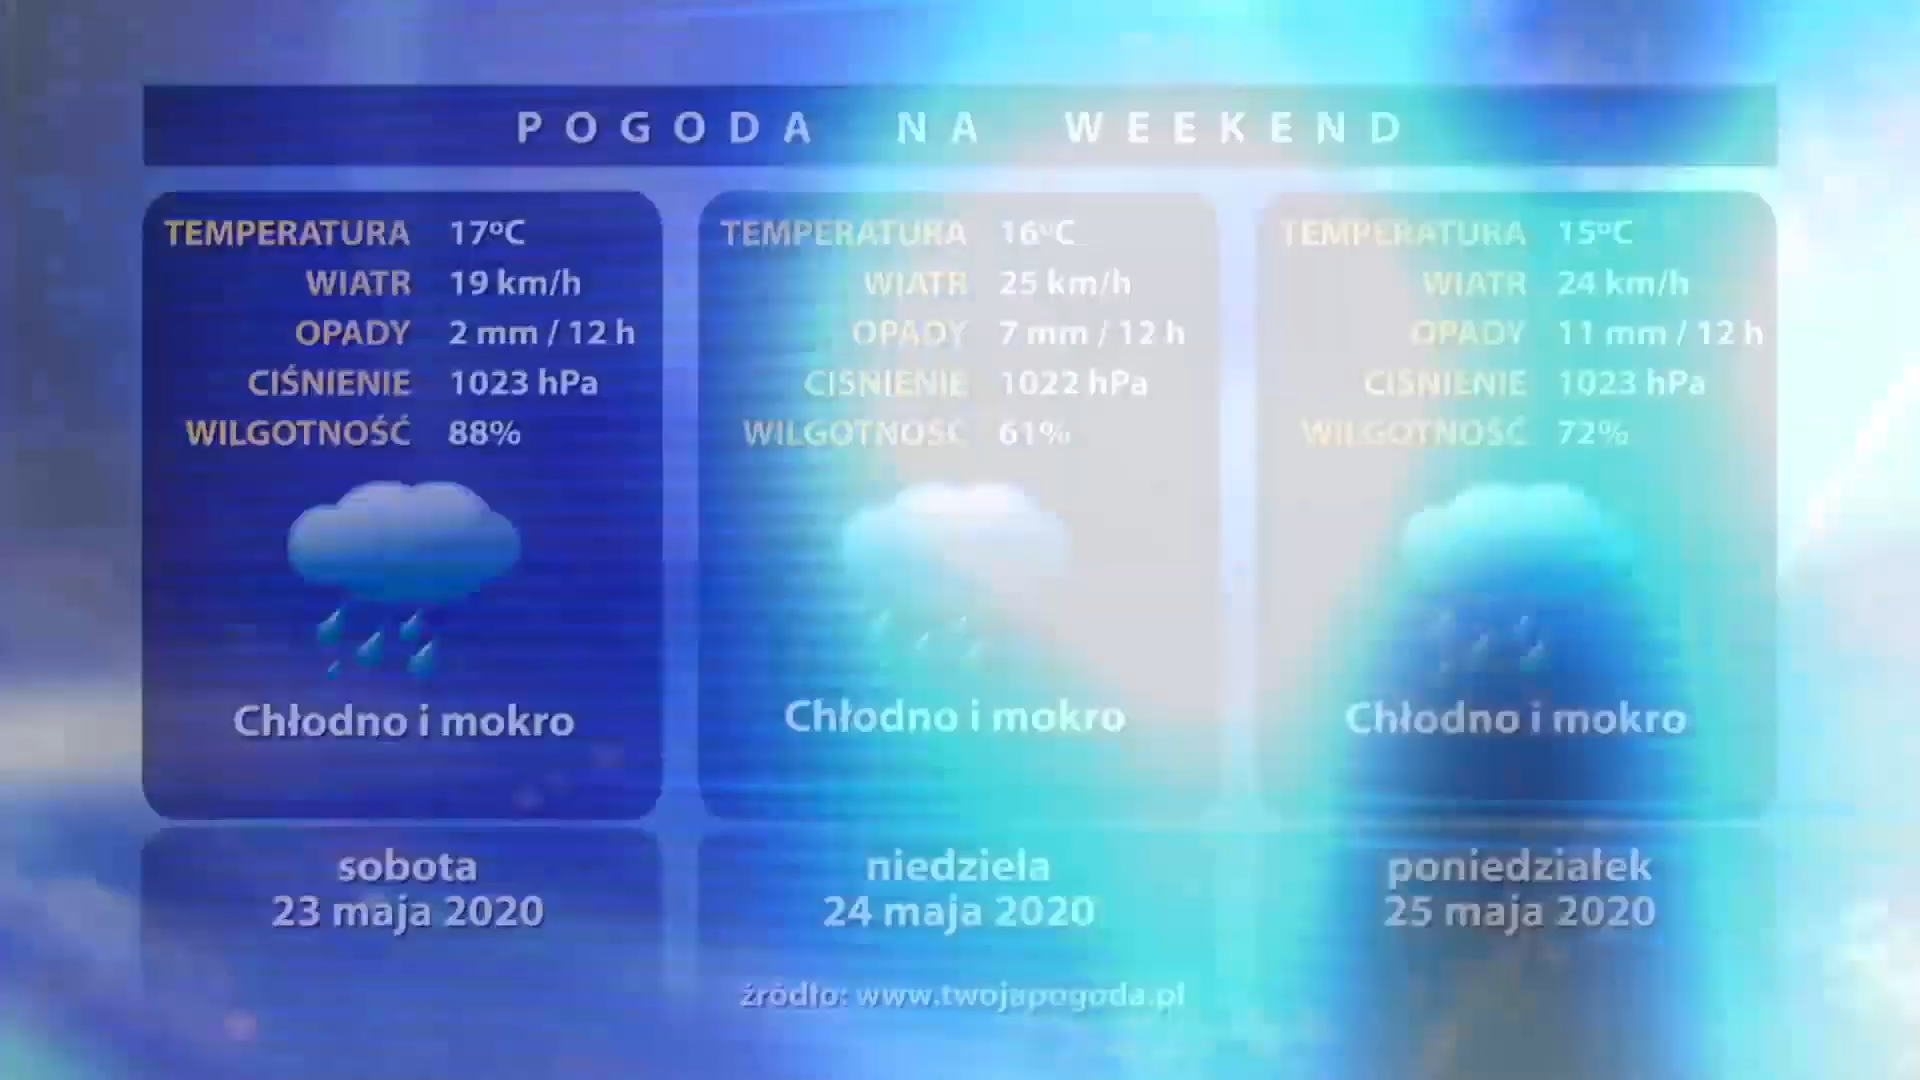 POGODA NA WEEKEND
TEMPERATURA 17ºC
WIATR 19 km/h
OPADY 2 mm / 12 h
CIŚNIENIE 1023 hPa
WILGOTNOŚĆ 88%
Chłodno i mokro
sobota
23 maja 2020
TEMPERATURA 16ºC
WIATR 25 km/h
OPADY 7 mm / 12 h
CIŚNIENIE 1022 hPa
WILGOTNOŚĆ 61%
Chłodno i mokro
niedziela
24 maja 2020
TEMPERATURA 15ºC
WIATR 24 km/h
OPADY 11 mm / 12 h
CIŚNIENIE 1023 hPa
WILGOTNOŚĆ 72%
Chłodno i mokro
poniedziałek
25 maja 2020
źródło: www.twojapogoda.pl